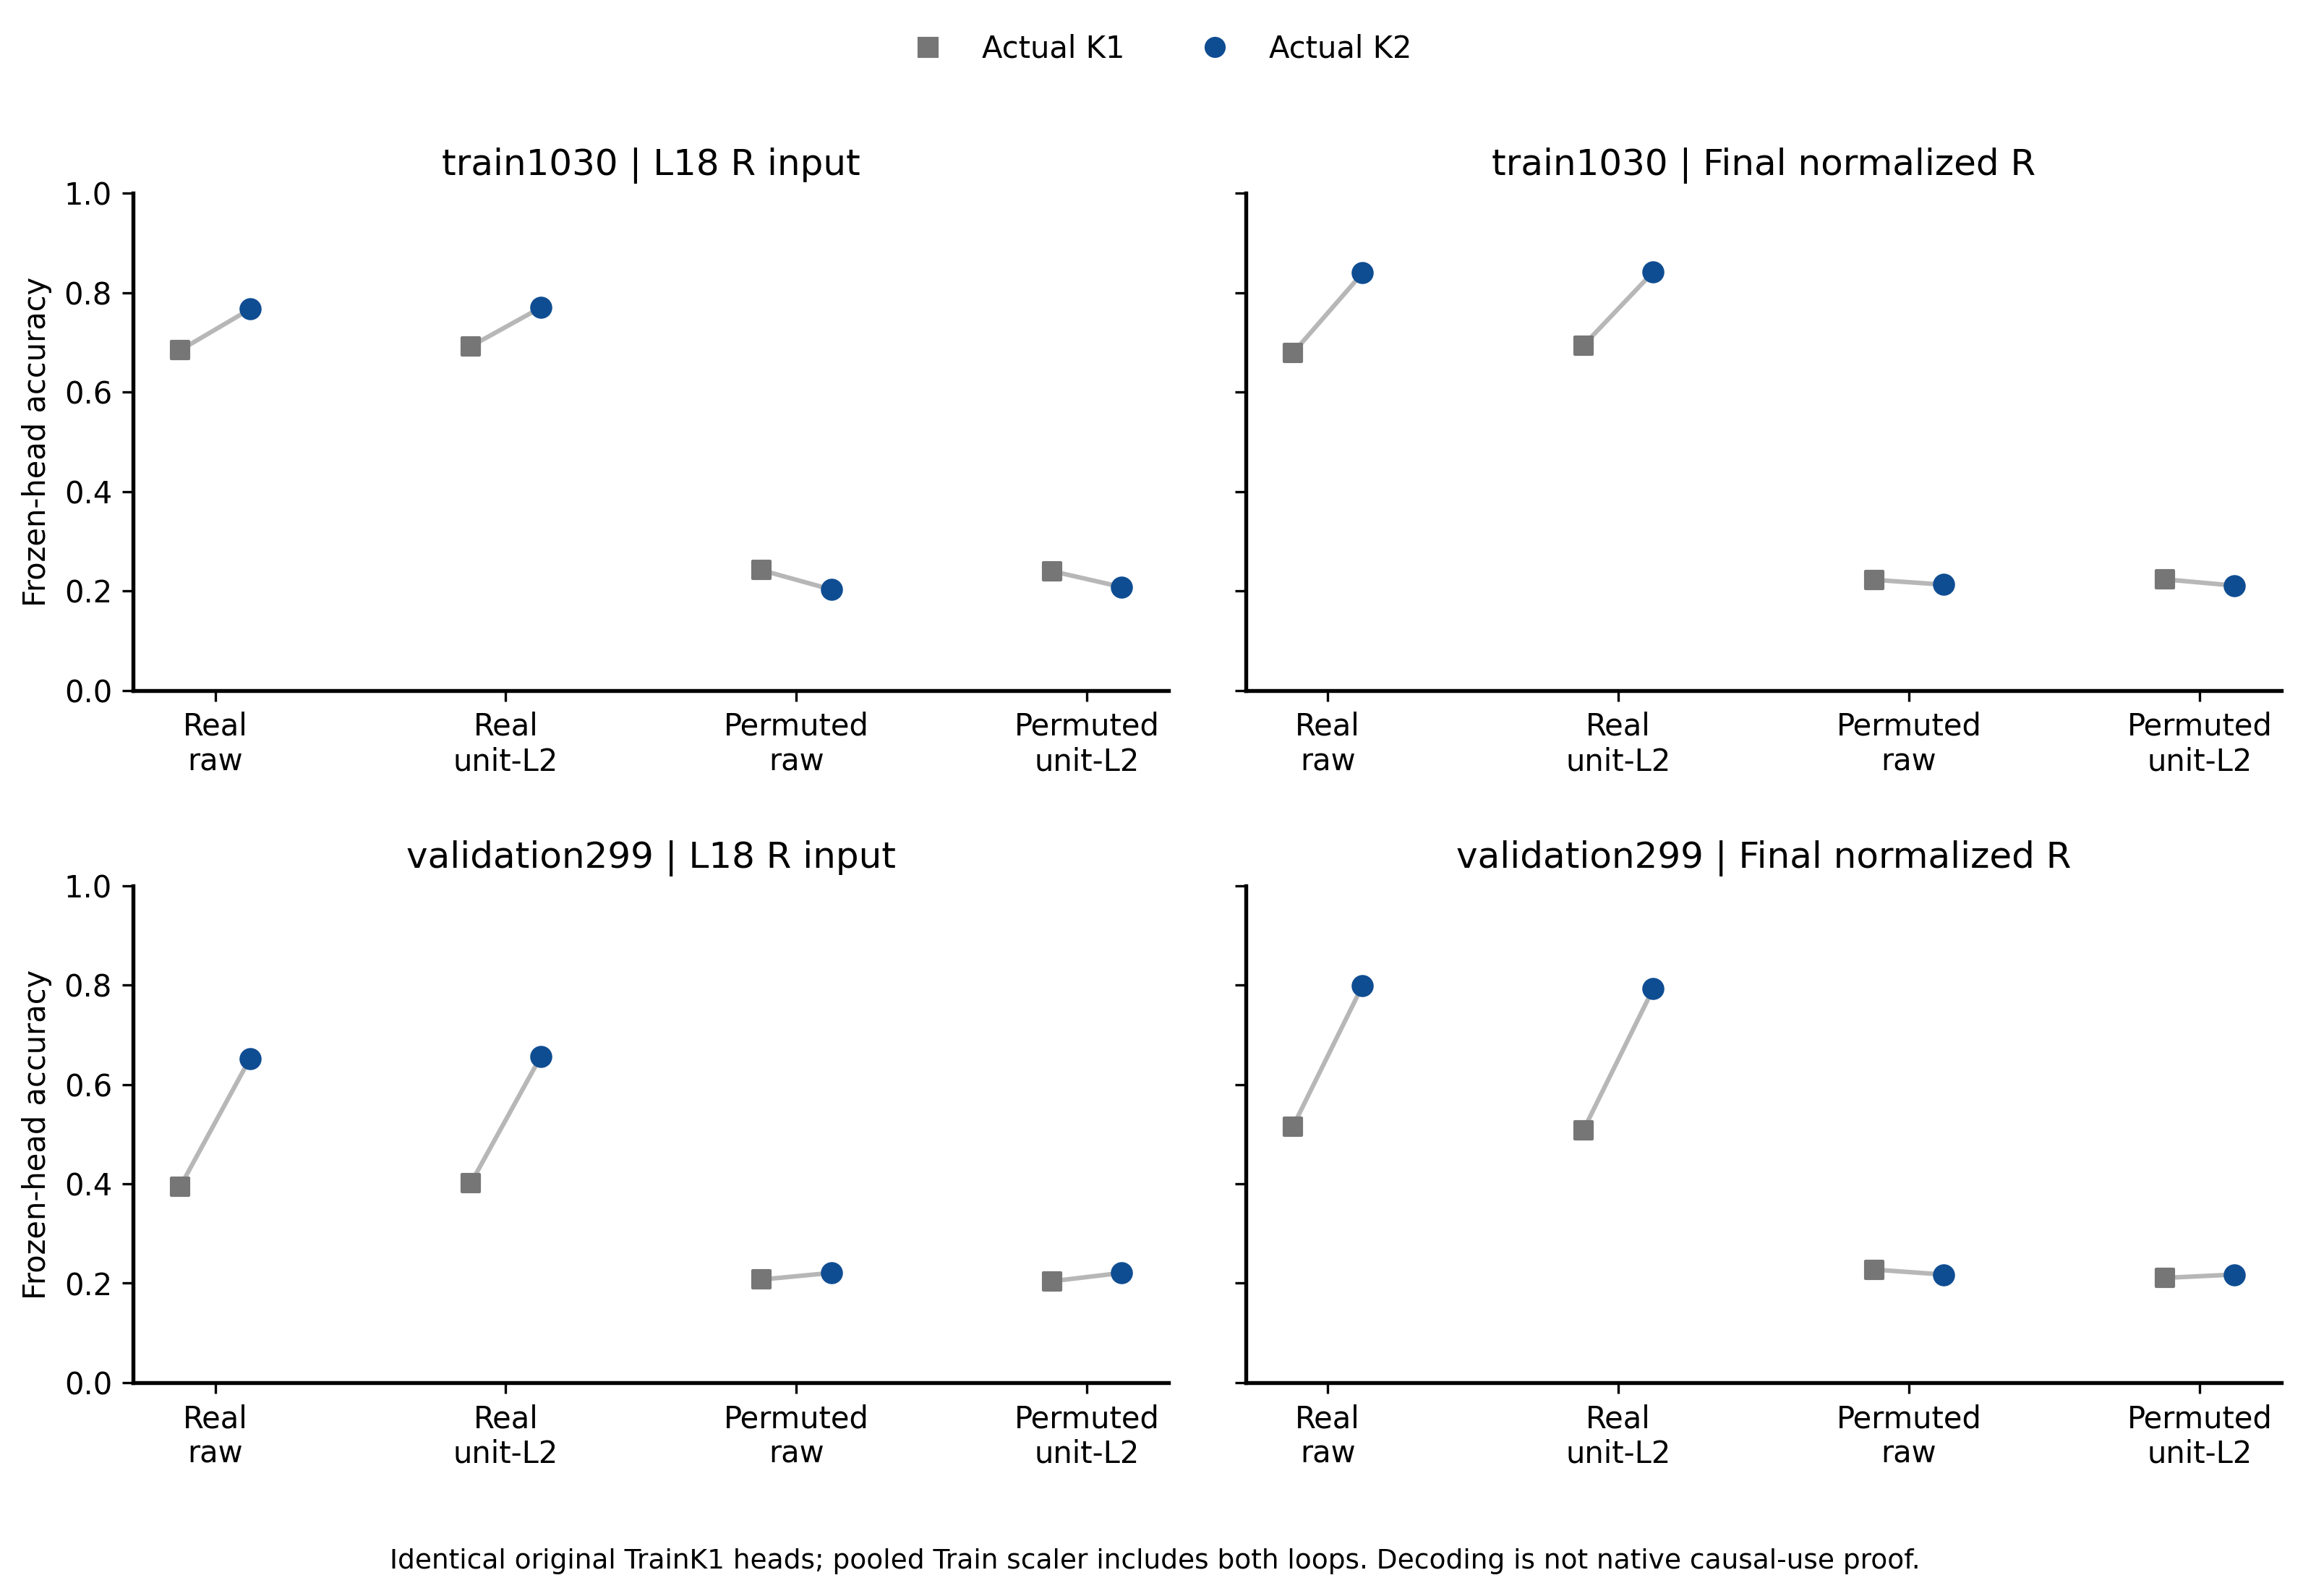 Actual K1 Actual K2
train1030 | L18 R input
Frozen-head accuracy
1.0
0.8
0.6
0.4
0.2
0.0
Real raw
Real unit-L2
Permuted raw
Permuted unit-L2
train1030 | Final normalized R
Real raw
Real unit-L2
Permuted raw
Permuted unit-L2
validation299 | L18 R input
Frozen-head accuracy
1.0
0.8
0.6
0.4
0.2
0.0
Real raw
Real unit-L2
Permuted raw
Permuted unit-L2
validation299 | Final normalized R
Real raw
Real unit-L2
Permuted raw
Permuted unit-L2
Identical original TrainK1 heads; pooled Train scaler includes both loops. Decoding is not native causal-use proof.